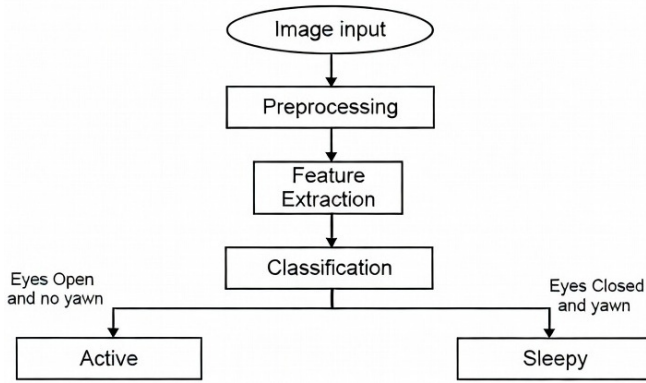 Image input
Preprocessing
Feature
Extraction
Classification
Eyes Open
and no yawn
Eyes Closed
and yawn
Active
Sleepy